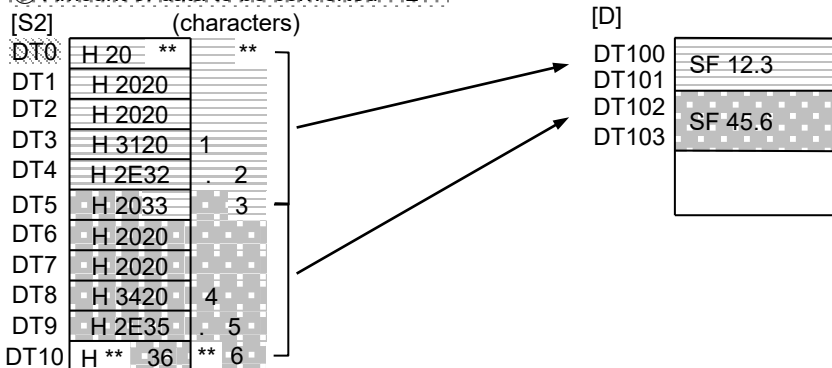 [S2] (characters) [D]
DT0 H 20 ** **
DT1 H 2020
DT2 H 2020
DT3 H 3120 1
DT4 H 2E32 . 2
DT5 H 2033 3
DT6 H 2020
DT7 H 2020
DT8 H 3420 4
DT9 H 2E35 . 5
DT10 H ** 36 ** 6
DT100 SF 12.3
DT101
DT102 SF 45.6
DT103